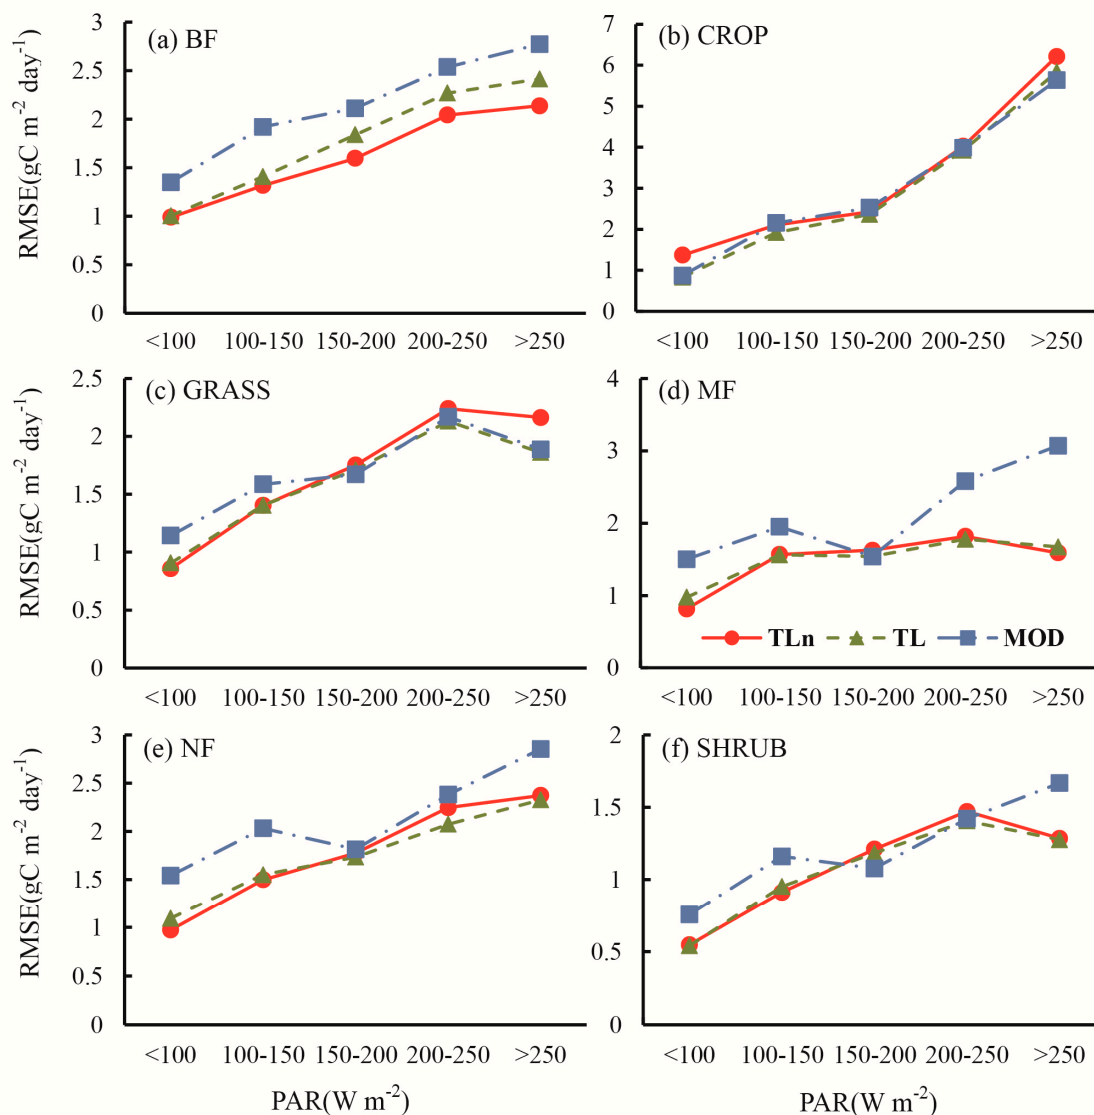 (a) BF
RMSE(gC m⁻² day⁻¹)
3
2.5
2
1.5
1
0.5
0
<100 100-150 150-200 200-250 >250
(b) CROP
7
6
5
4
3
2
1
0
<100 100-150 150-200 200-250 >250
(c) GRASS
RMSE(gC m⁻² day⁻¹)
2.5
2
1.5
1
0.5
0
<100 100-150 150-200 200-250 >250
(d) MF
4
3
2
1
0
TLn TL MOD
<100 100-150 150-200 200-250 >250
(e) NF
RMSE(gC m⁻² day⁻¹)
3
2.5
2
1.5
1
0.5
0
<100 100-150 150-200 200-250 >250
PAR(W m⁻²)
(f) SHRUB
2
1.5
1
0.5
0
<100 100-150 150-200 200-250 >250
PAR(W m⁻²)